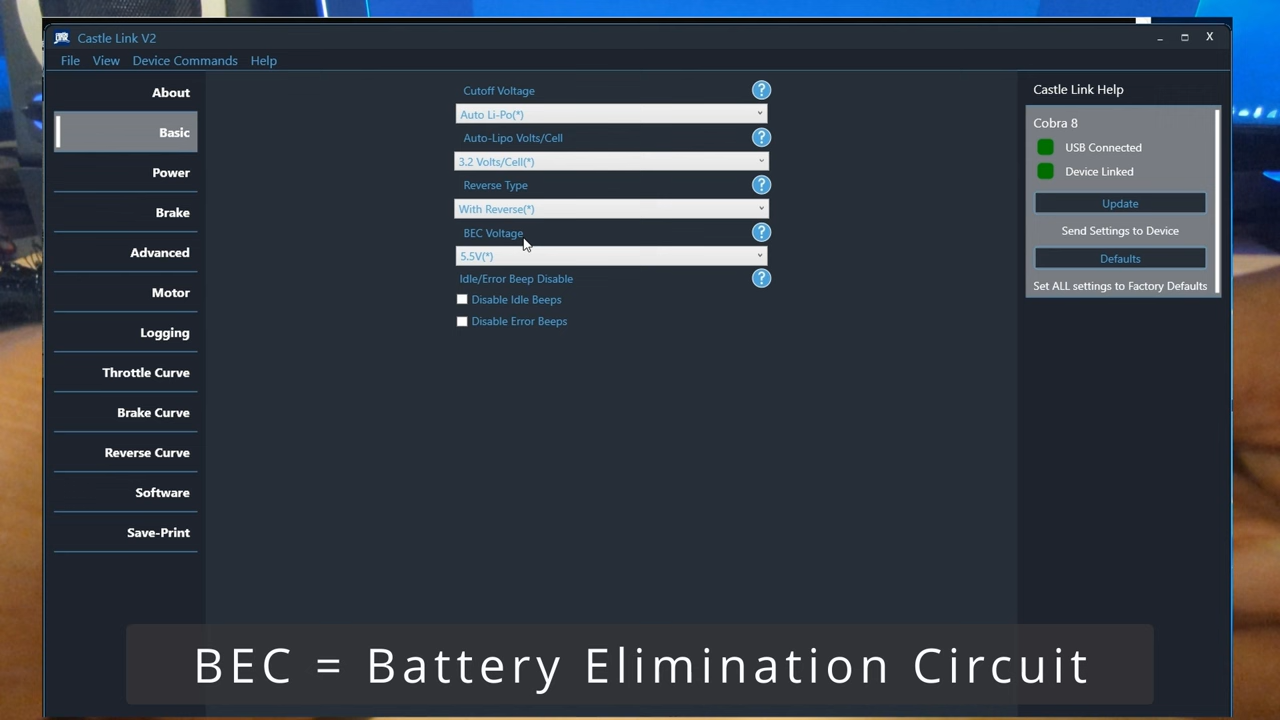 Castle Link V2
_ X
File View Device Commands Help
About
Basic
Power
Brake
Advanced
Motor
Logging
Throttle Curve
Brake Curve
Reverse Curve
Software
Save-Print
Cutoff Voltage ?
Auto Li-Po(*)
Auto-Lipo Volts/Cell ?
3.2 Volts/Cell(*)
Reverse Type ?
With Reverse(*)
BEC Voltage ?
5.5V(*)
Idle/Error Beep Disable ?
Disable Idle Beeps
Disable Error Beeps
Castle Link Help
Cobra 8
USB Connected
Device Linked
Update
Send Settings to Device
Defaults
Set ALL settings to Factory Defaults
BEC = Battery Elimination Circuit